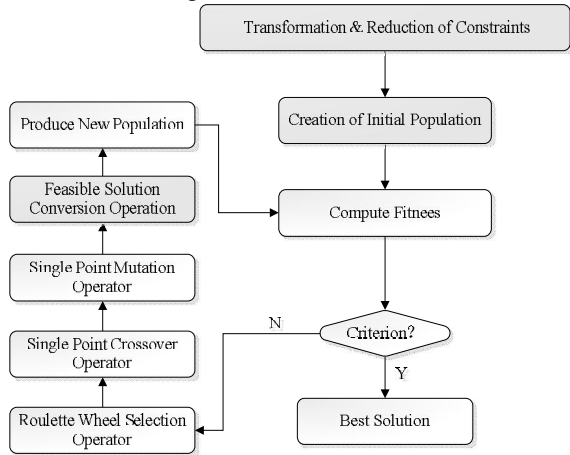 Transformation & Reduction of Constraints
Produce New Population
Creation of Initial Population
Feasible Solution
Conversion Operation
Compute Fitnees
Single Point Mutation
Operator
N
Criterion?
Single Point Crossover
Operator
Y
Roulette Wheel Selection
Operator
Best Solution